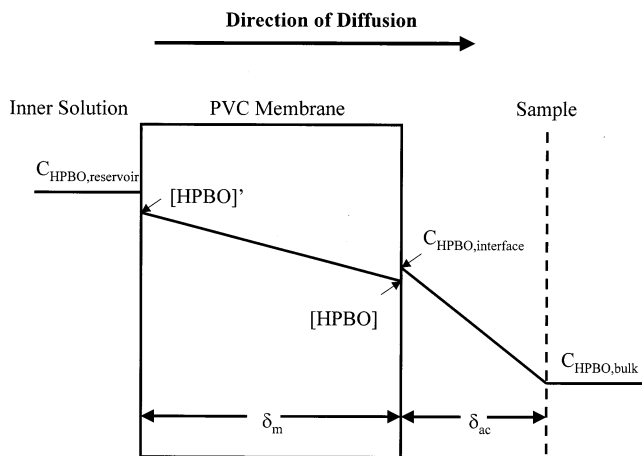 Direction of Diffusion
Inner Solution
PVC Membrane
Sample
C_HPBO,reservoir
[HPBO]’
C_HPBO,interface
[HPBO]
C_HPBO,bulk
δ_m
δ_ac